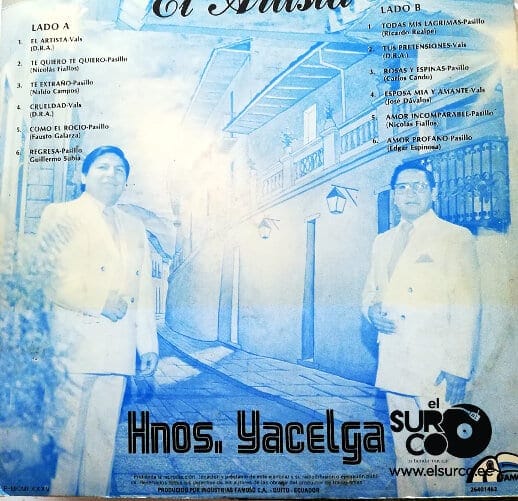 El Artista
LADO A
1. EL ARTISTA-Vals
(D.R.A.)
2. TE QUIERO TE QUIERO-Pasillo
(Nicolás Fiallos)
3. TE EXTRAÑO-Pasillo
(Naldo Campos)
4. CRUELDAD-Vals
(D.R.A.)
5. COMO EL ROCIO-Pasillo
(Fausto Galarza)
6. REGRESA-Pasillo
Guillermo Subía
LADO B
1. TODAS MIS LAGRIMAS-Pasillo
(Ricardo Realpe)
2. TUS PRETENSIONES-Vals
(D.R.A.)
3. ROSAS Y ESPINAS-Pasillo
(Carlos Cando)
4. ESPOSA MIA Y AMANTE-Vals
(José Dávalos)
5. AMOR INCOMPARABLE-Pasillo
(Nicolás Fiallos)
6. AMOR PROFANO-Pasillo
(Edgar Espinosa)
Hnos. Yacelga
el
SUR
CO
www.elsurco.ec
PRODUCIDO POR INDUSTRIAS FAMOSO C.A. - QUITO - ECUADOR
26401462